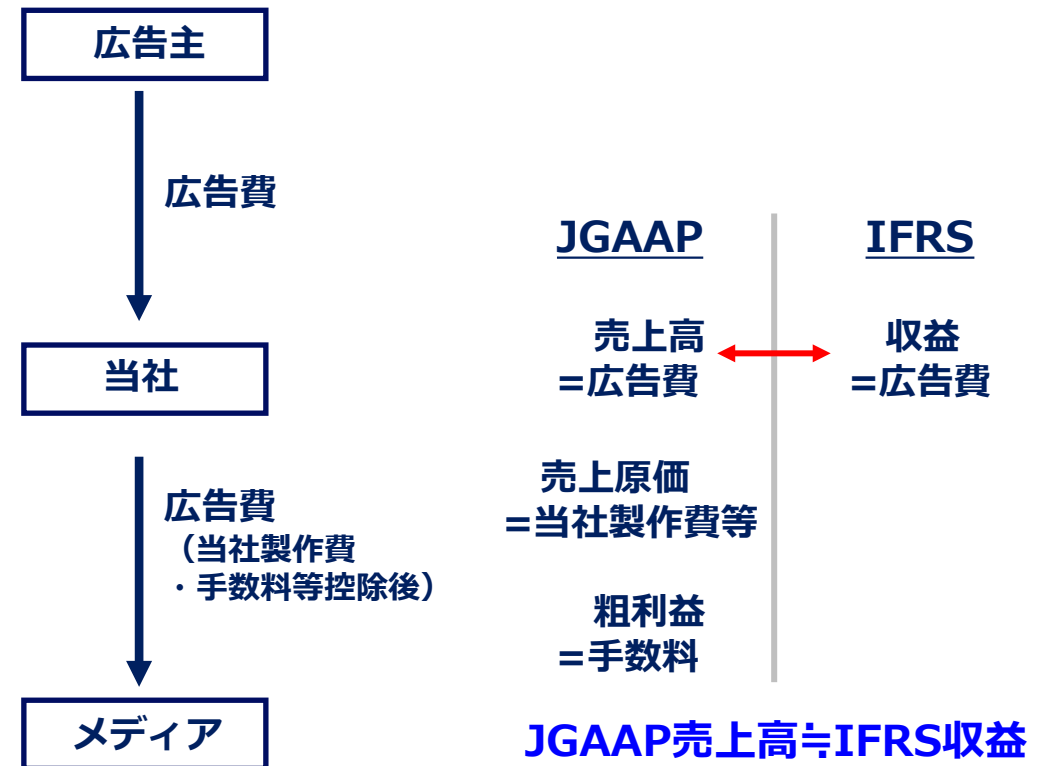 広告主
広告費
当社
広告費
（当社製作費
・手数料等控除後）
メディア
JGAAP
IFRS
売上高
=広告費
収益
=広告費
売上原価
=当社製作費等
粗利益
=手数料
JGAAP売上高≒IFRS収益